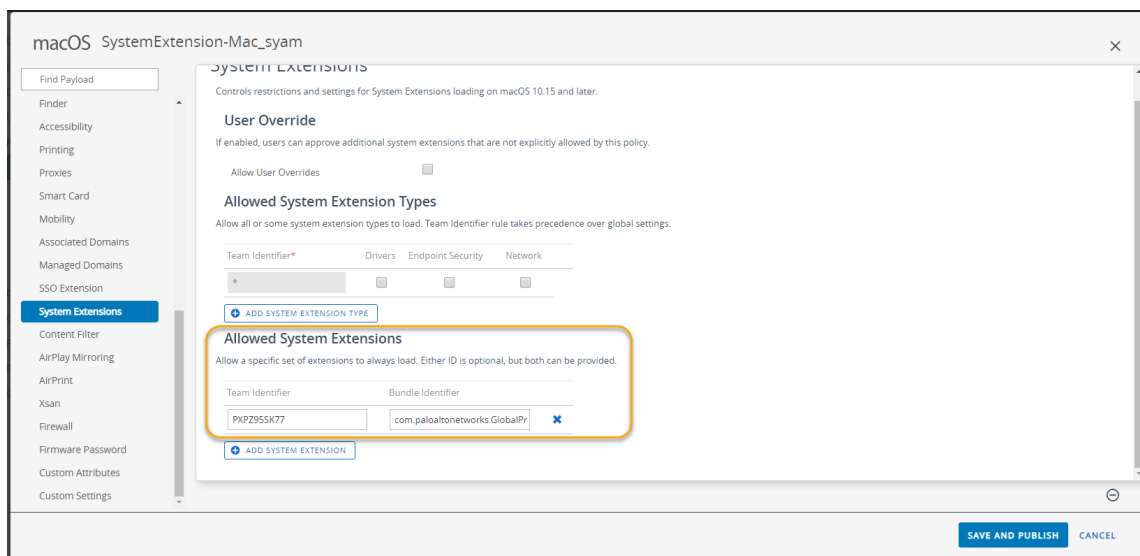 macOS SystemExtension-Mac_syam
Find Payload
Finder
Accessibility
Printing
Proxies
Smart Card
Mobility
Associated Domains
Managed Domains
SSO Extension
System Extensions
Content Filter
AirPlay Mirroring
AirPrint
Xsan
Firewall
Firmware Password
Custom Attributes
Custom Settings
System Extensions
Controls restrictions and settings for System Extensions loading on macOS 10.15 and later.
User Override
If enabled, users can approve additional system extensions that are not explicitly allowed by this policy.
Allow User Overrides
Allowed System Extension Types
Allow all or some system extension types to load. Team Identifier rule takes precedence over global settings.
Team Identifier* Drivers Endpoint Security Network
*
ADD SYSTEM EXTENSION TYPE
Allowed System Extensions
Allow a specific set of extensions to always load. Either ID is optional, but both can be provided.
Team Identifier Bundle Identifier
PXPZ95SK77 com.paloaltonetworks.GlobalPr
ADD SYSTEM EXTENSION
SAVE AND PUBLISH CANCEL